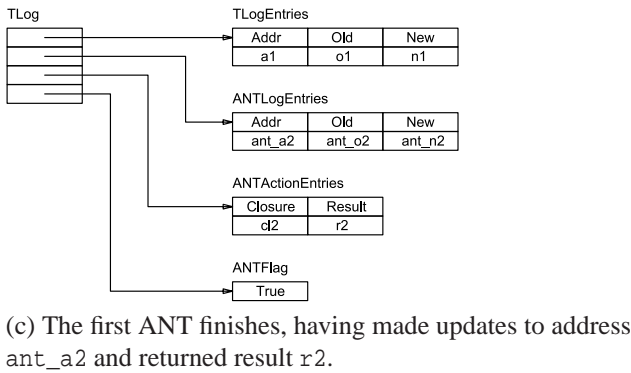 TLog
TLogEntries
Addr Old New
a1 o1 n1
ANTLogEntries
Addr Old New
ant_a2 ant_o2 ant_n2
ANTActionEntries
Closure Result
cl2 r2
ANTFlag
True
(c) The first ANT finishes, having made updates to address
ant_a2 and returned result r2.